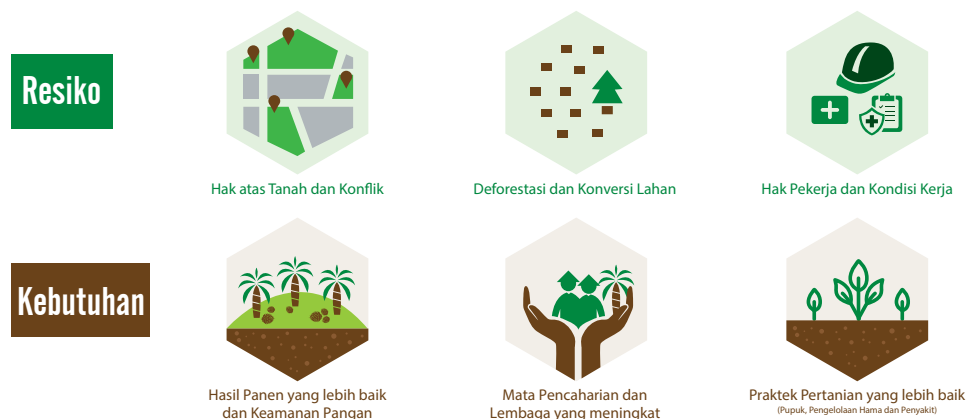 Resiko
Hak atas Tanah dan Konflik
Deforestasi dan Konversi Lahan
Hak Pekerja dan Kondisi Kerja
Kebutuhan
Hasil Panen yang lebih baik
dan Keamanan Pangan
Mata Pencaharian dan
Lembaga yang meningkat
Praktek Pertanian yang lebih baik
(Pupuk, Pengelolaan Hama dan Penyakit)